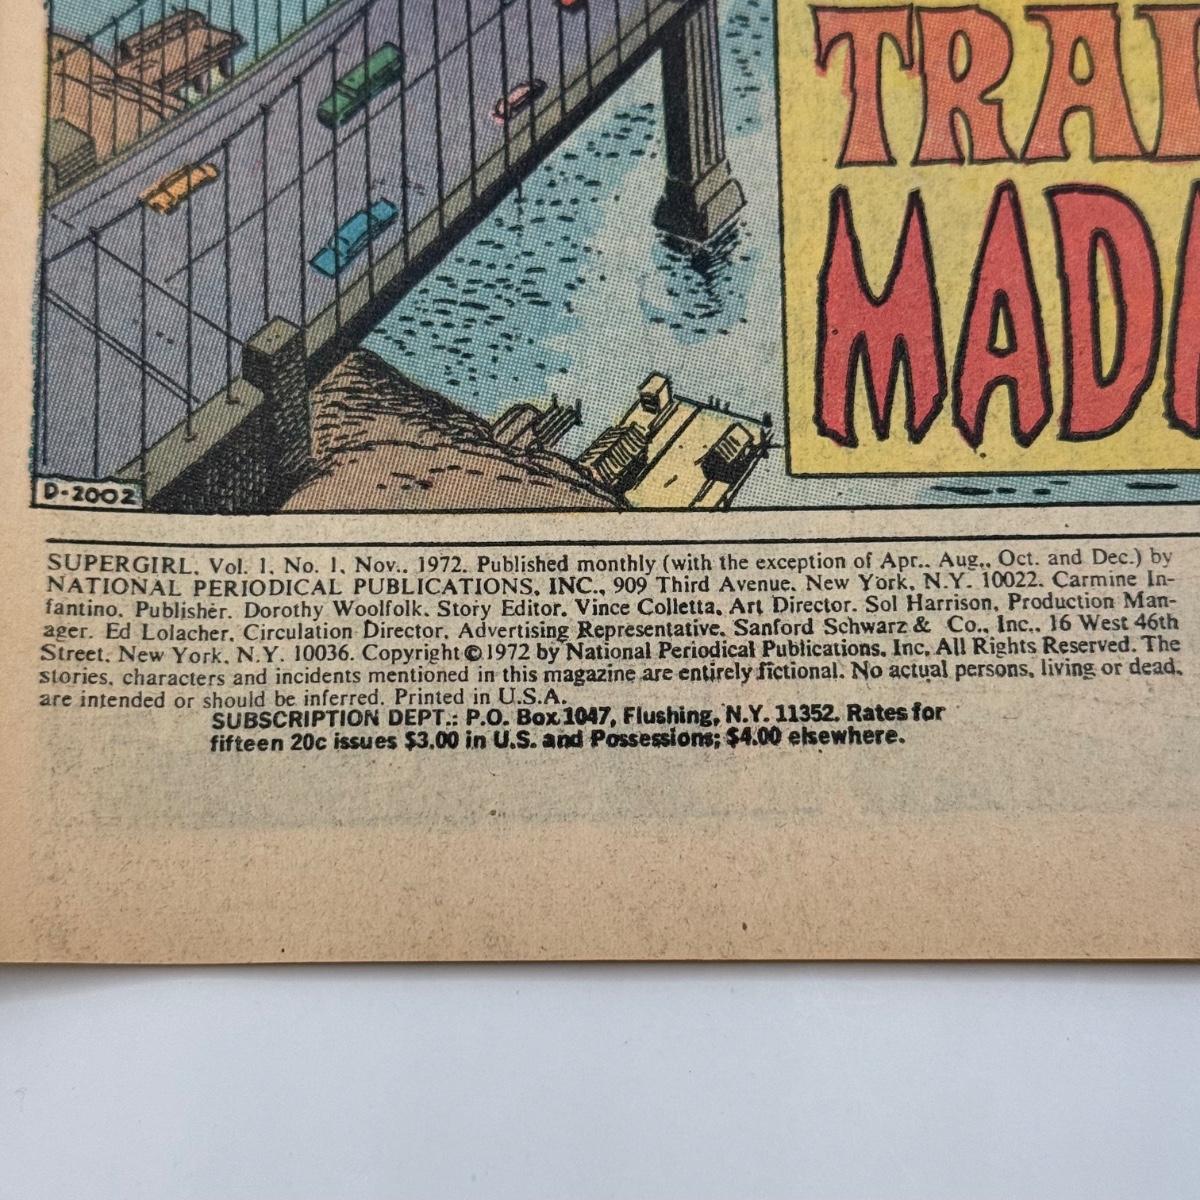 TRAI
MAD
D-2002
SUPERGIRL, Vol. 1, No. 1, Nov., 1972. Published monthly (with the exception of Apr., Aug., Oct. and Dec.) by
NATIONAL PERIODICAL PUBLICATIONS, INC., 909 Third Avenue, New York, N.Y. 10022. Carmine In-
fantino, Publisher. Dorothy Woolfolk, Story Editor. Vince Colletta, Art Director. Sol Harrison, Production Man-
ager. Ed Lolacher, Circulation Director, Advertising Representative, Sanford Schwarz & Co., Inc., 16 West 46th
Street, New York, N.Y. 10036. Copyright © 1972 by National Periodical Publications, Inc. All Rights Reserved. The
stories, characters and incidents mentioned in this magazine are entirely fictional. No actual persons, living or dead,
are intended or should be inferred. Printed in U.S.A.
SUBSCRIPTION DEPT.: P.O. Box 1047, Flushing, N.Y. 11352. Rates for
fifteen 20c issues $3.00 in U.S. and Possessions; $4.00 elsewhere.